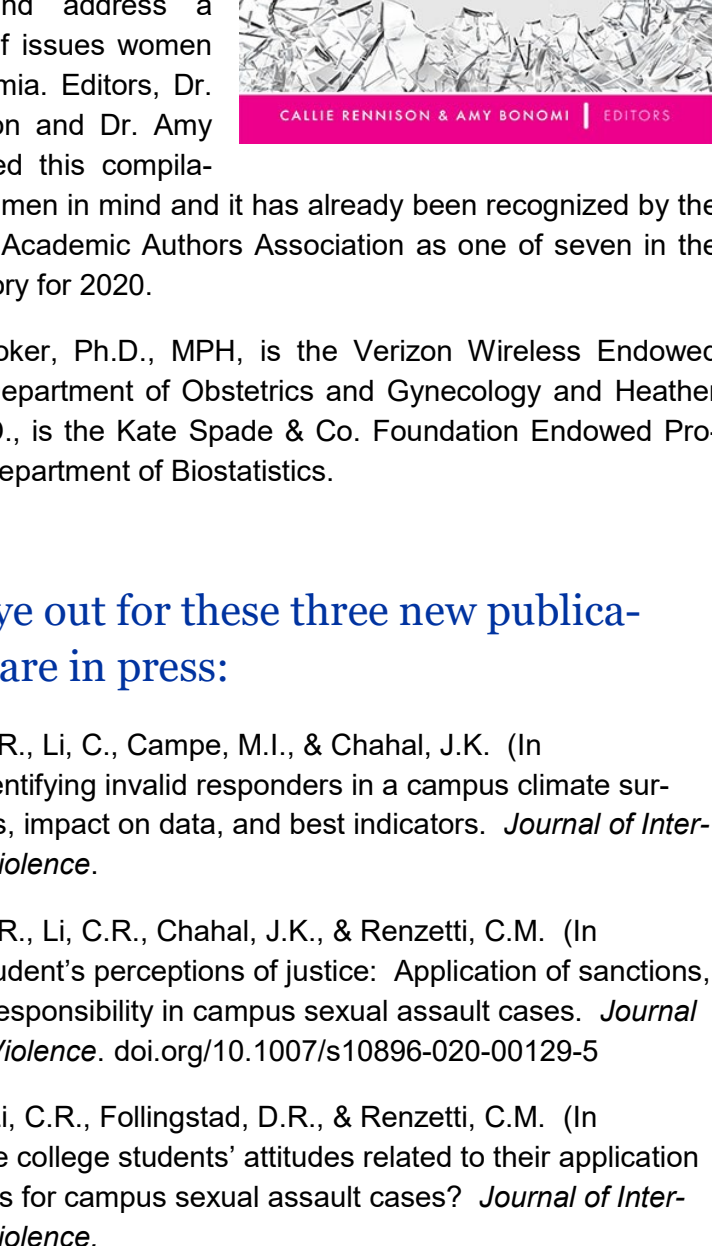 nd address a
f issues women
mia. Editors, Dr.
on and Dr. Amy
ed this compila-
CALLIE RENNISON & AMY BONOMI | EDITORS
men in mind and it has already been recognized by the
Academic Authors Association as one of seven in the
ory for 2020.
oker, Ph.D., MPH, is the Verizon Wireless Endowed
epartment of Obstetrics and Gynecology and Heather
D., is the Kate Spade & Co. Foundation Endowed Pro-
epartment of Biostatistics.
ye out for these three new publica-
are in press:
R., Li, C., Campe, M.I., & Chahal, J.K. (In
entifying invalid responders in a campus climate sur-
s, impact on data, and best indicators. Journal of Inter-
iolence.
R., Li, C.R., Chahal, J.K., & Renzetti, C.M. (In
udent’s perceptions of justice: Application of sanctions,
esponsibility in campus sexual assault cases. Journal
Violence. doi.org/10.1007/s10896-020-00129-5
i, C.R., Follingstad, D.R., & Renzetti, C.M. (In
e college students’ attitudes related to their application
s for campus sexual assault cases? Journal of Inter-
iolence.